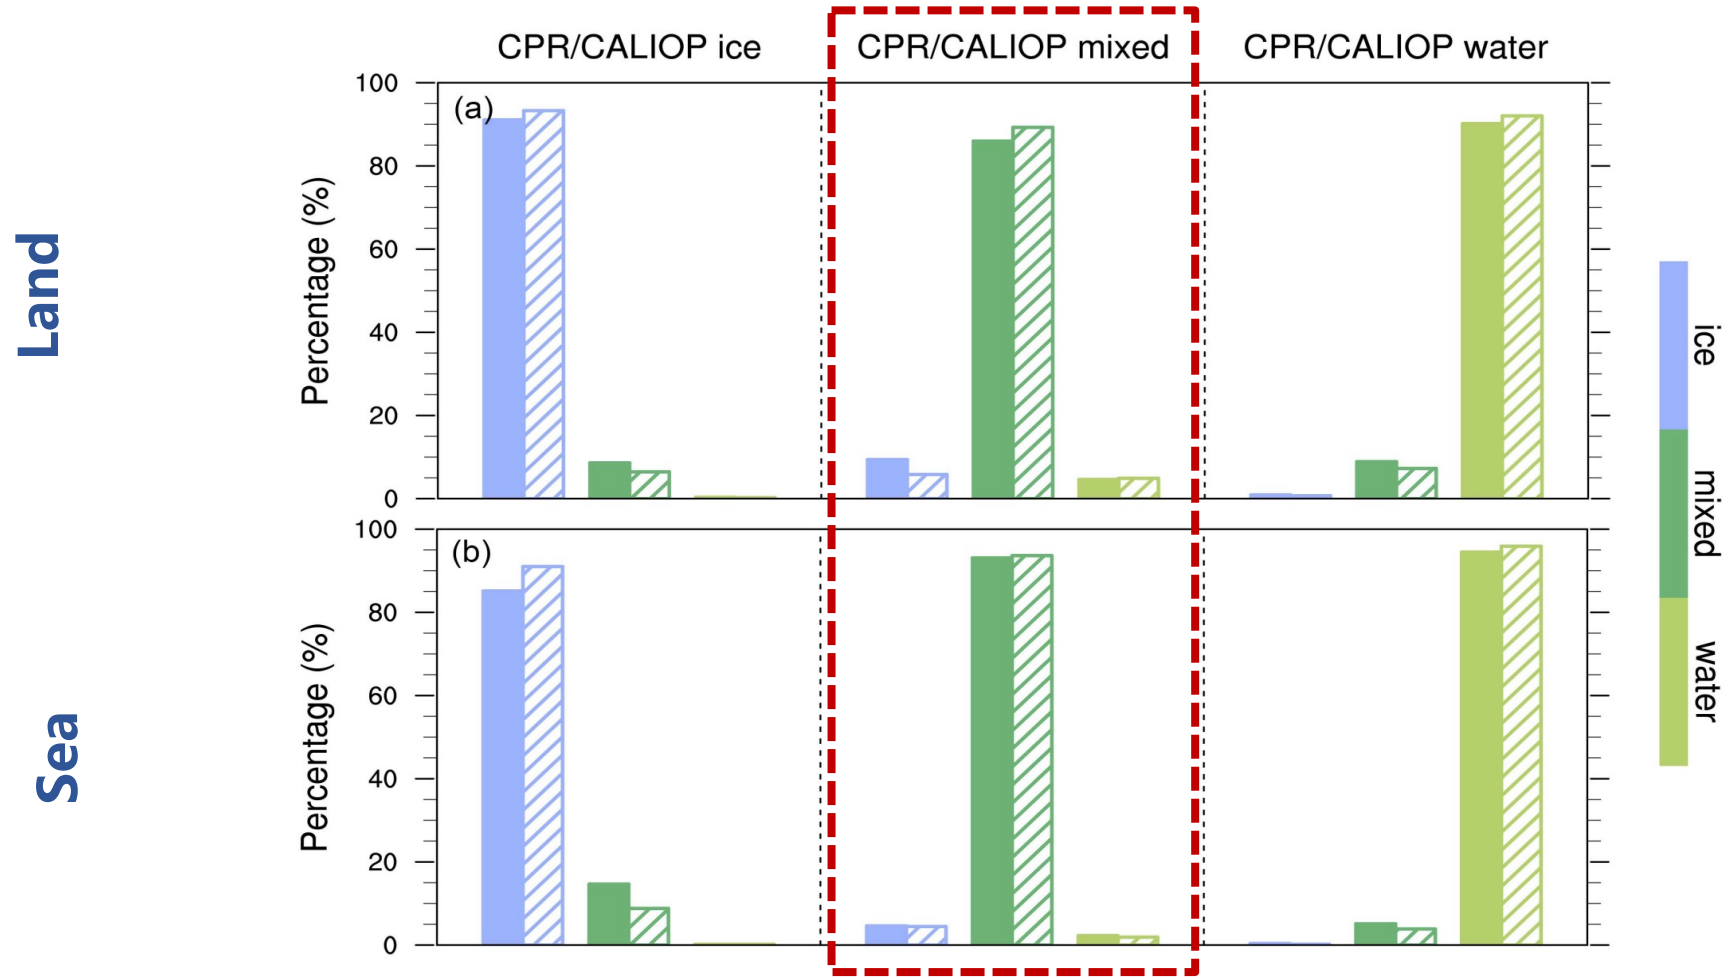 CPR/CALIOP ice CPR/CALIOP mixed CPR/CALIOP water
Land
Percentage (%)
100
80
60
40
20
0
(a)
Sea
Percentage (%)
100
80
60
40
20
0
(b)
ice
mixed
water